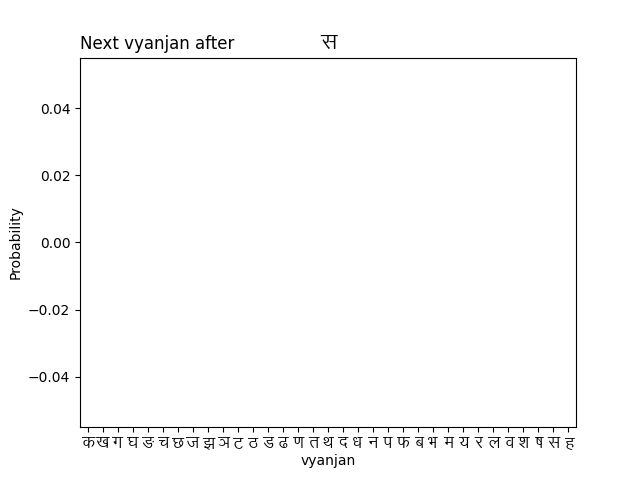 Next vyanjan after स
0.04
0.02
0.00
−0.02
−0.04
Probability
क ख ग घ ङ च छ ज झ ञ ट ठ ड ढ ण त थ द ध न प फ ब भ म य र ल व श ष स ह
vyanjan